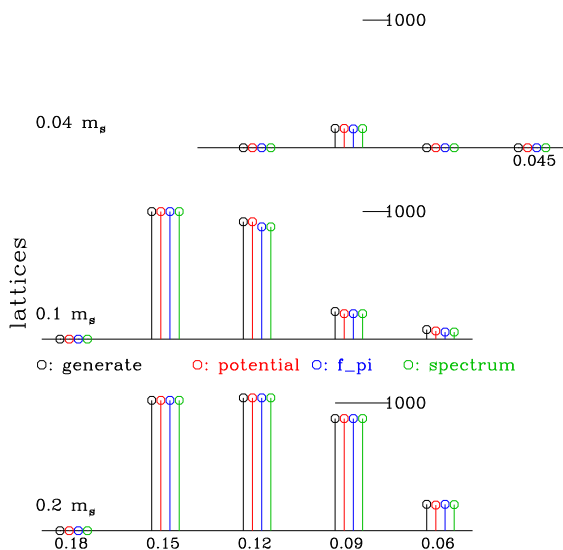 1000
0.04 m_s
0.045
1000
lattices
0.1 m_s
o: generate o: potential o: f_pi o: spectrum
1000
0.2 m_s
0.18 0.15 0.12 0.09 0.06